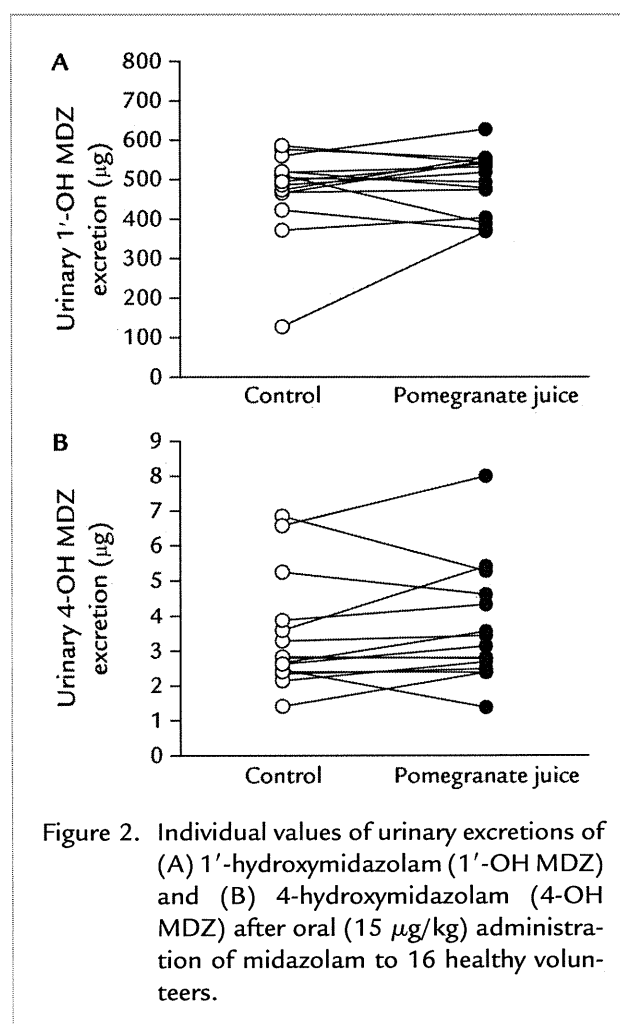 A
800
700
600
500
400
300
200
100
0
Urinary 1′-OH MDZ
excretion (μg)
Control Pomegranate juice
B
9
8
7
6
5
4
3
2
1
0
Urinary 4-OH MDZ
excretion (μg)
Control Pomegranate juice
Figure 2. Individual values of urinary excretions of
(A) 1′-hydroxymidazolam (1′-OH MDZ)
and (B) 4-hydroxymidazolam (4-OH
MDZ) after oral (15 μg/kg) administra-
tion of midazolam to 16 healthy volun-
teers.